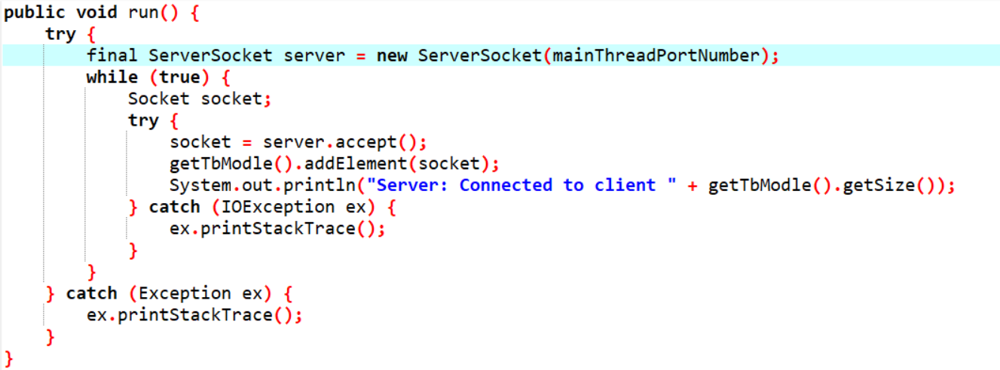 public void run() {
    try {
        final ServerSocket server = new ServerSocket(mainThreadPortNumber);
        while (true) {
            Socket socket;
            try {
                socket = server.accept();
                getTbModle().addElement(socket);
                System.out.println("Server: Connected to client " + getTbModle().getSize());
            } catch (IOException ex) {
                ex.printStackTrace();
            }
        }
    } catch (Exception ex) {
        ex.printStackTrace();
    }
}